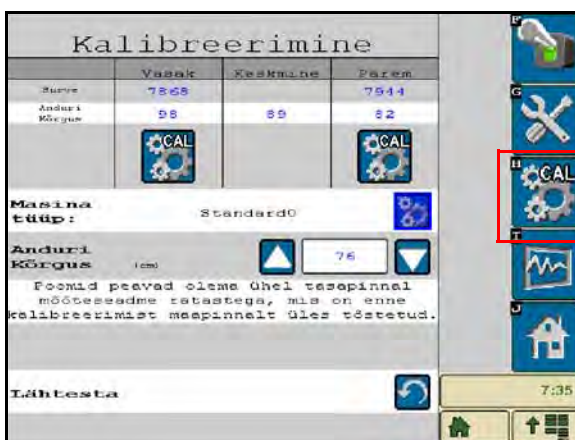 Kalibreerimine
Vasak Keskmine Parem
Surve 7868 7944
Anduri
Kõrgus 98 89 82
CAL CAL
Masina
tüüp: Standard0
Anduri
Kõrgus (cm) 76
Poomid peavad olema ühel tasapinnal
mõõteseadme ratastega, mis on enne
kalibreerimist maapinnalt üles tõstetud.
Lähtesta
F
G
H
CAL
I
J
7:35